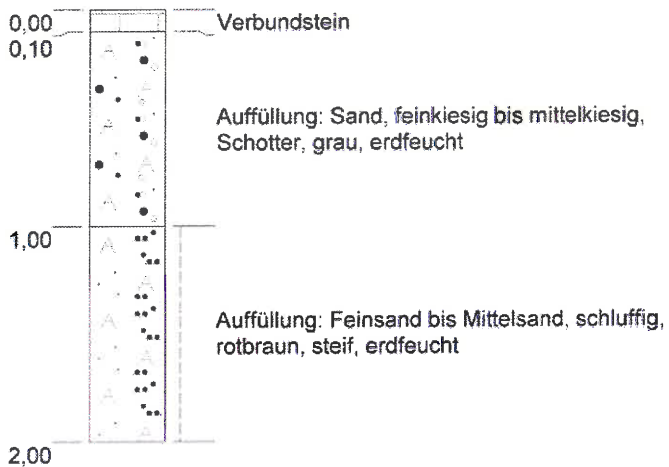 0,00 Verbundstein
0,10
Auffüllung: Sand, feinkiesig bis mittelkiesig,
Schotter, grau, erdfeucht
1,00
Auffüllung: Feinsand bis Mittelsand, schluffig,
rotbraun, steif, erdfeucht
2,00